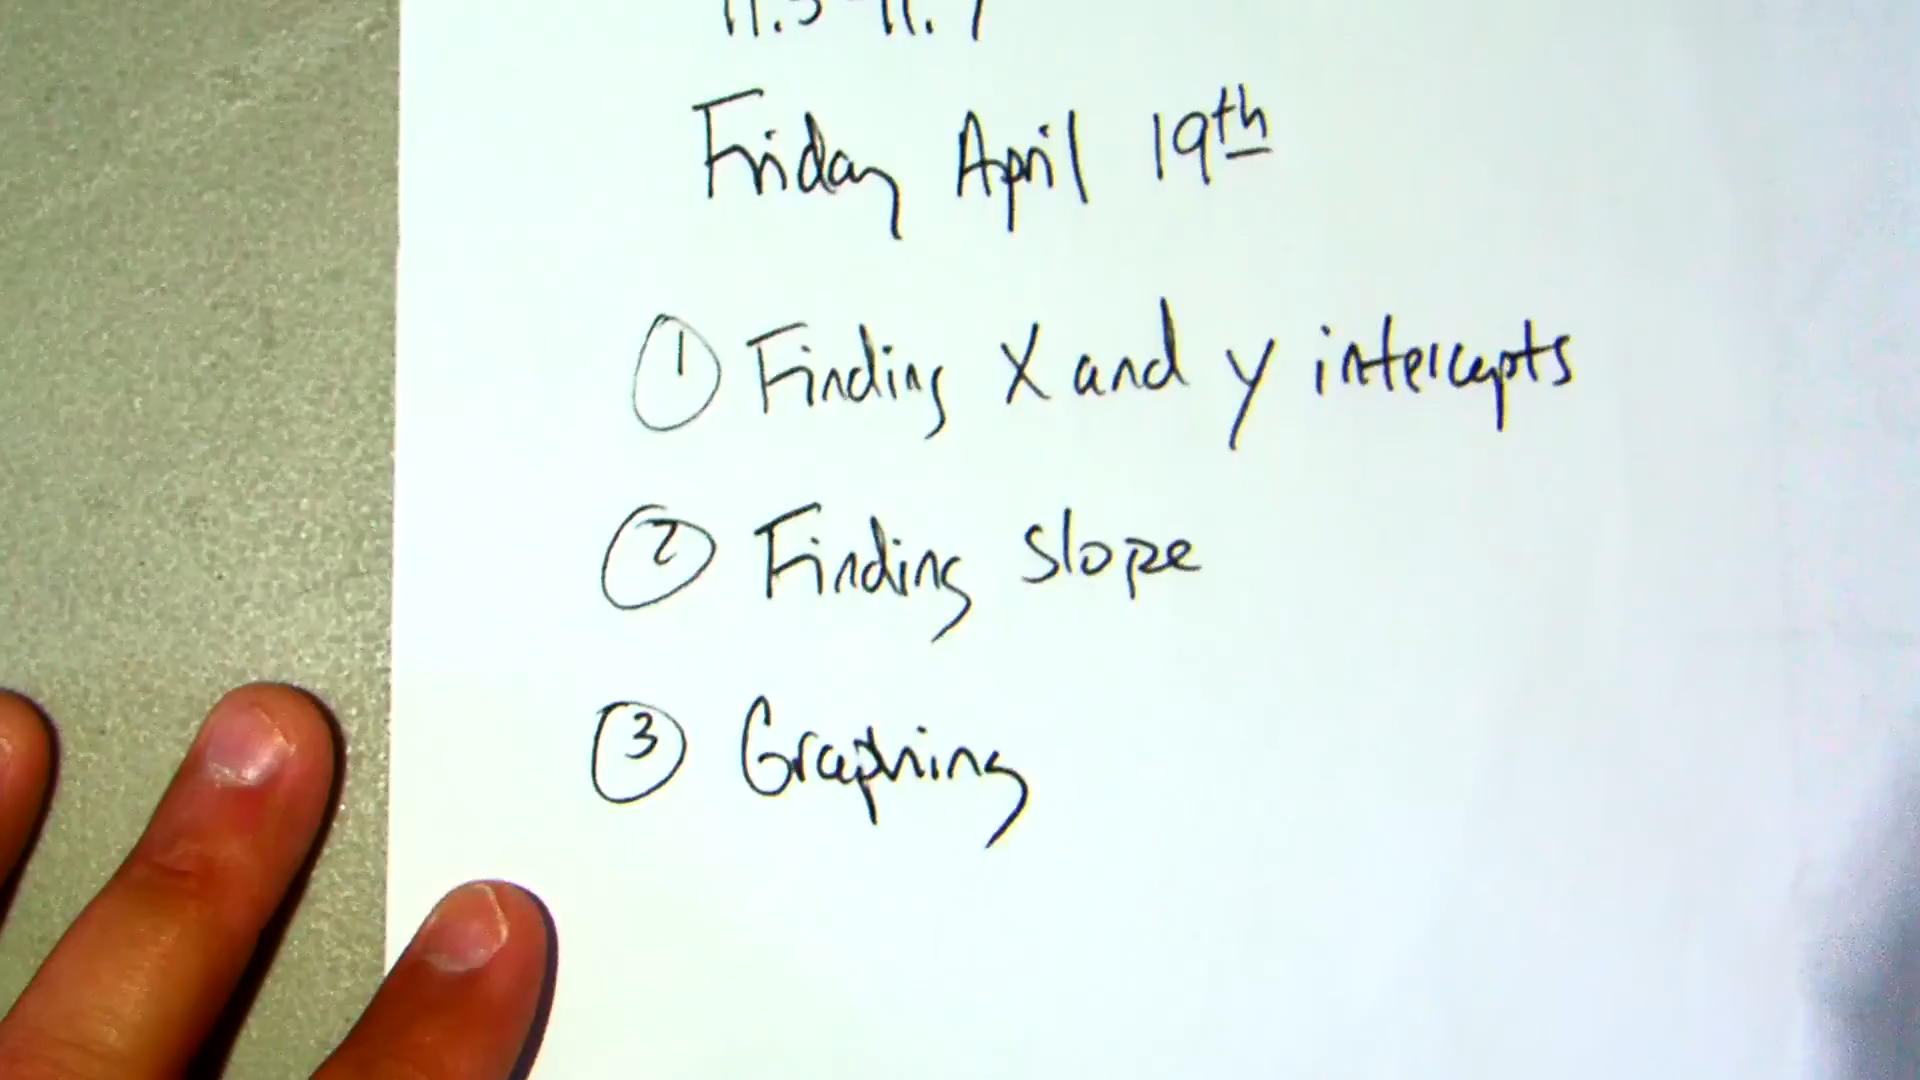 Friday April 19th
① Finding X and y intercepts
② Finding slope
③ Graphing